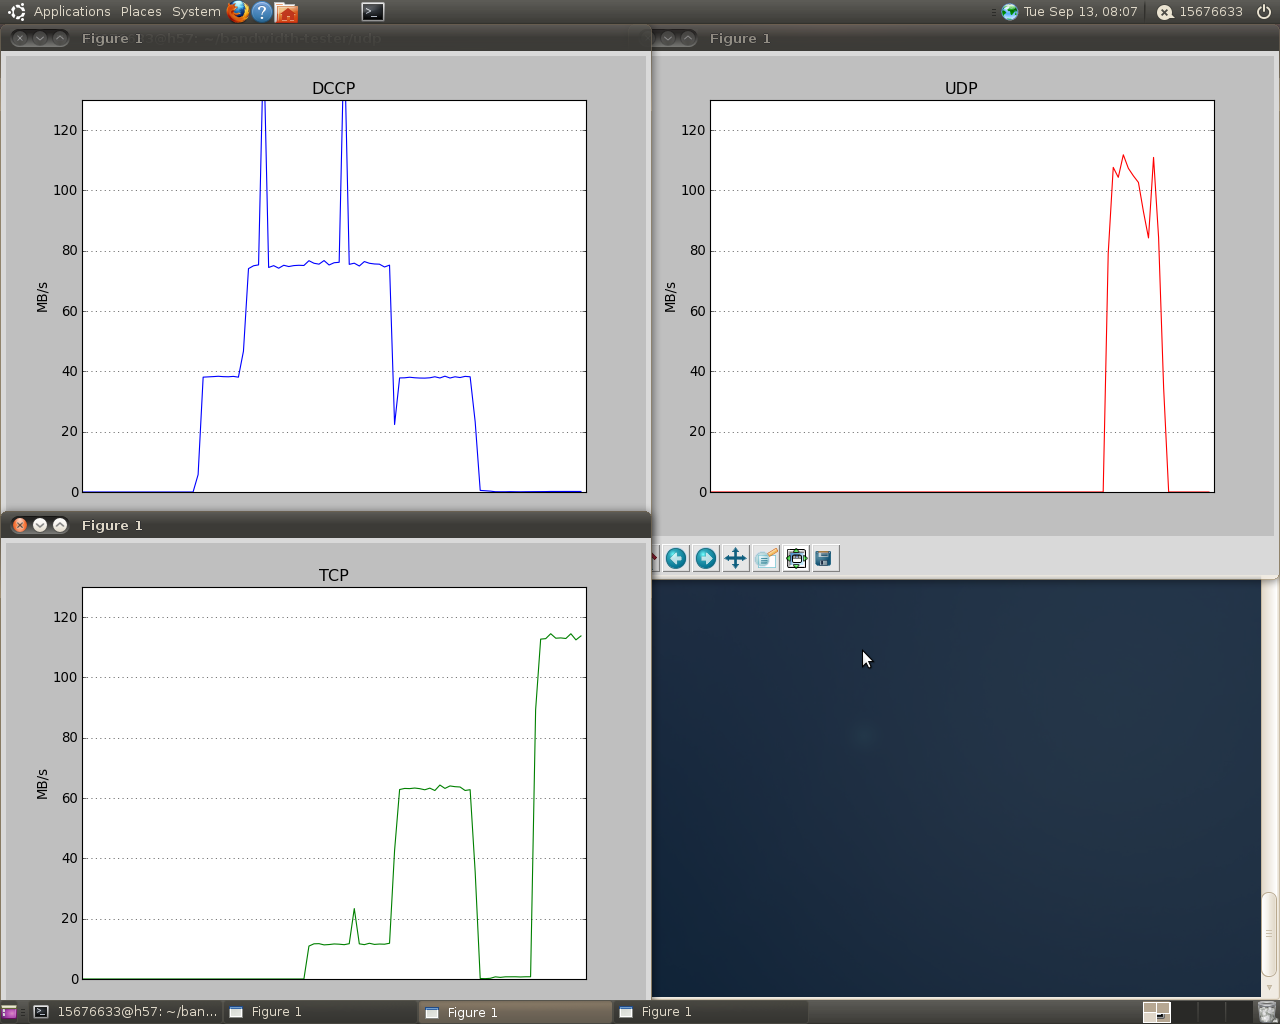 Applications Places System
Tue Sep 13, 08:07 15676633
Figure 1
Figure 1
DCCP
120
100
80
60
40
20
0
MB/s
UDP
120
100
80
60
40
20
0
MB/s
Figure 1
TCP
120
100
80
60
40
20
0
MB/s
15676633@h57: ~/ban...
Figure 1
Figure 1
Figure 1